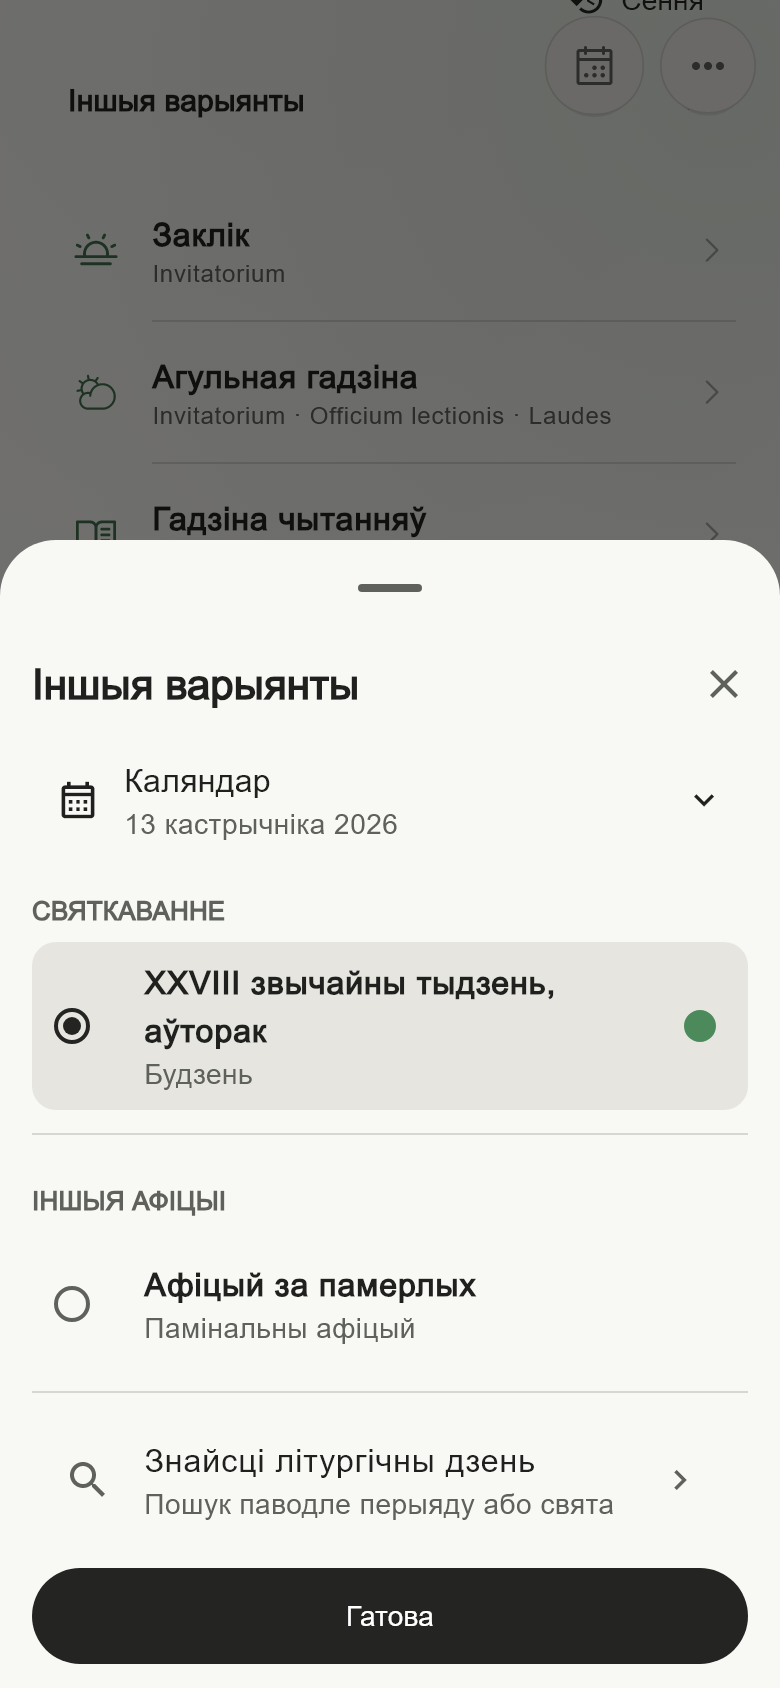 Сення
Іншыя варыянты
Заклік
Invitatorium
Агульная гадзіна
Invitatorium · Officium lectionis · Laudes
Гадзіна чытанняў
Іншыя варыянты
Каляндар
13 кастрычніка 2026
СВЯТКАВАННЕ
XXVIII звычайны тыдзень,
аўторак
Будзень
ІНШЫЯ АФІЦЫІ
Афіцый за памерлых
Памінальны афіцый
Знайсці літургічны дзень
Пошук паводле перыяду або свята
Гатова